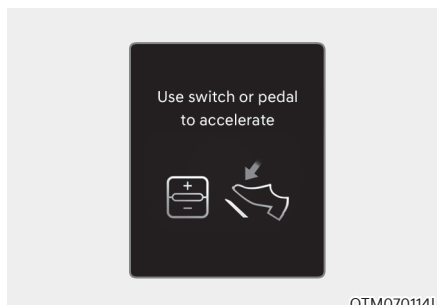 Use switch or pedal
to accelerate
+
−
OTM070114L